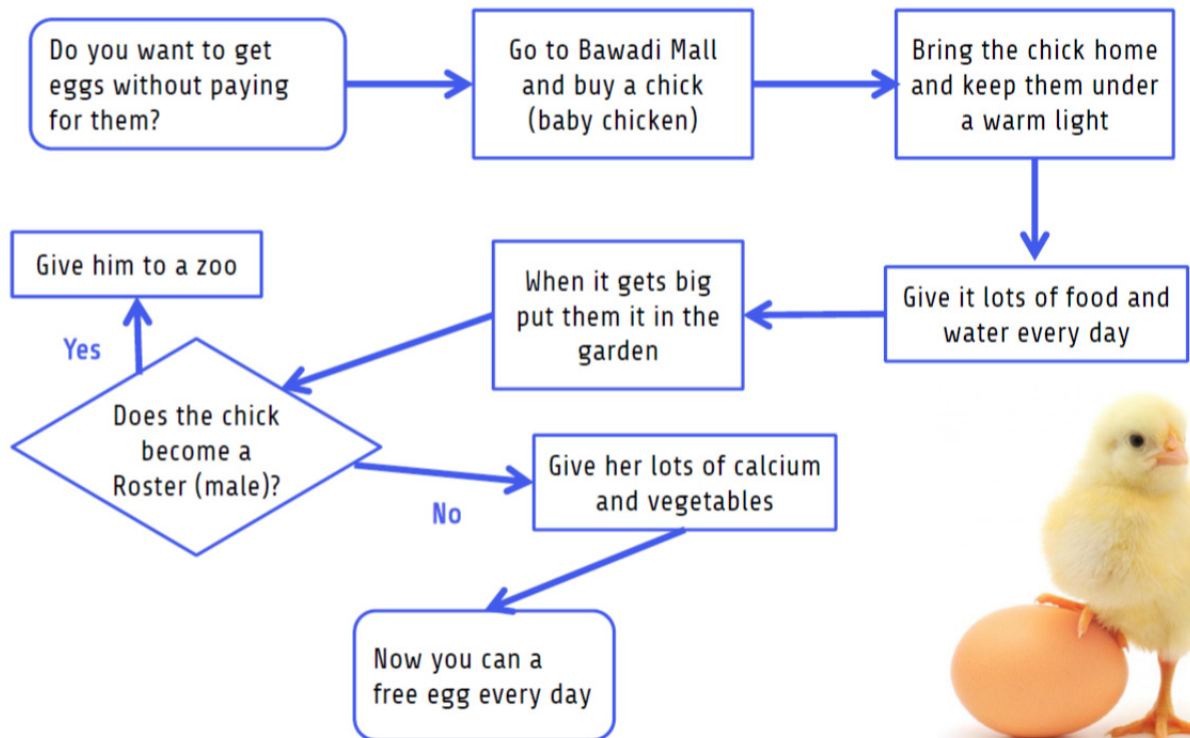 Do you want to get
eggs without paying
for them?
Go to Bawadi Mall
and buy a chick
(baby chicken)
Bring the chick home
and keep them under
a warm light
Give it lots of food and
water every day
When it gets big
put them it in the
garden
Does the chick
become a
Roster (male)?
Yes
Give him to a zoo
No
Give her lots of calcium
and vegetables
Now you can a
free egg every day